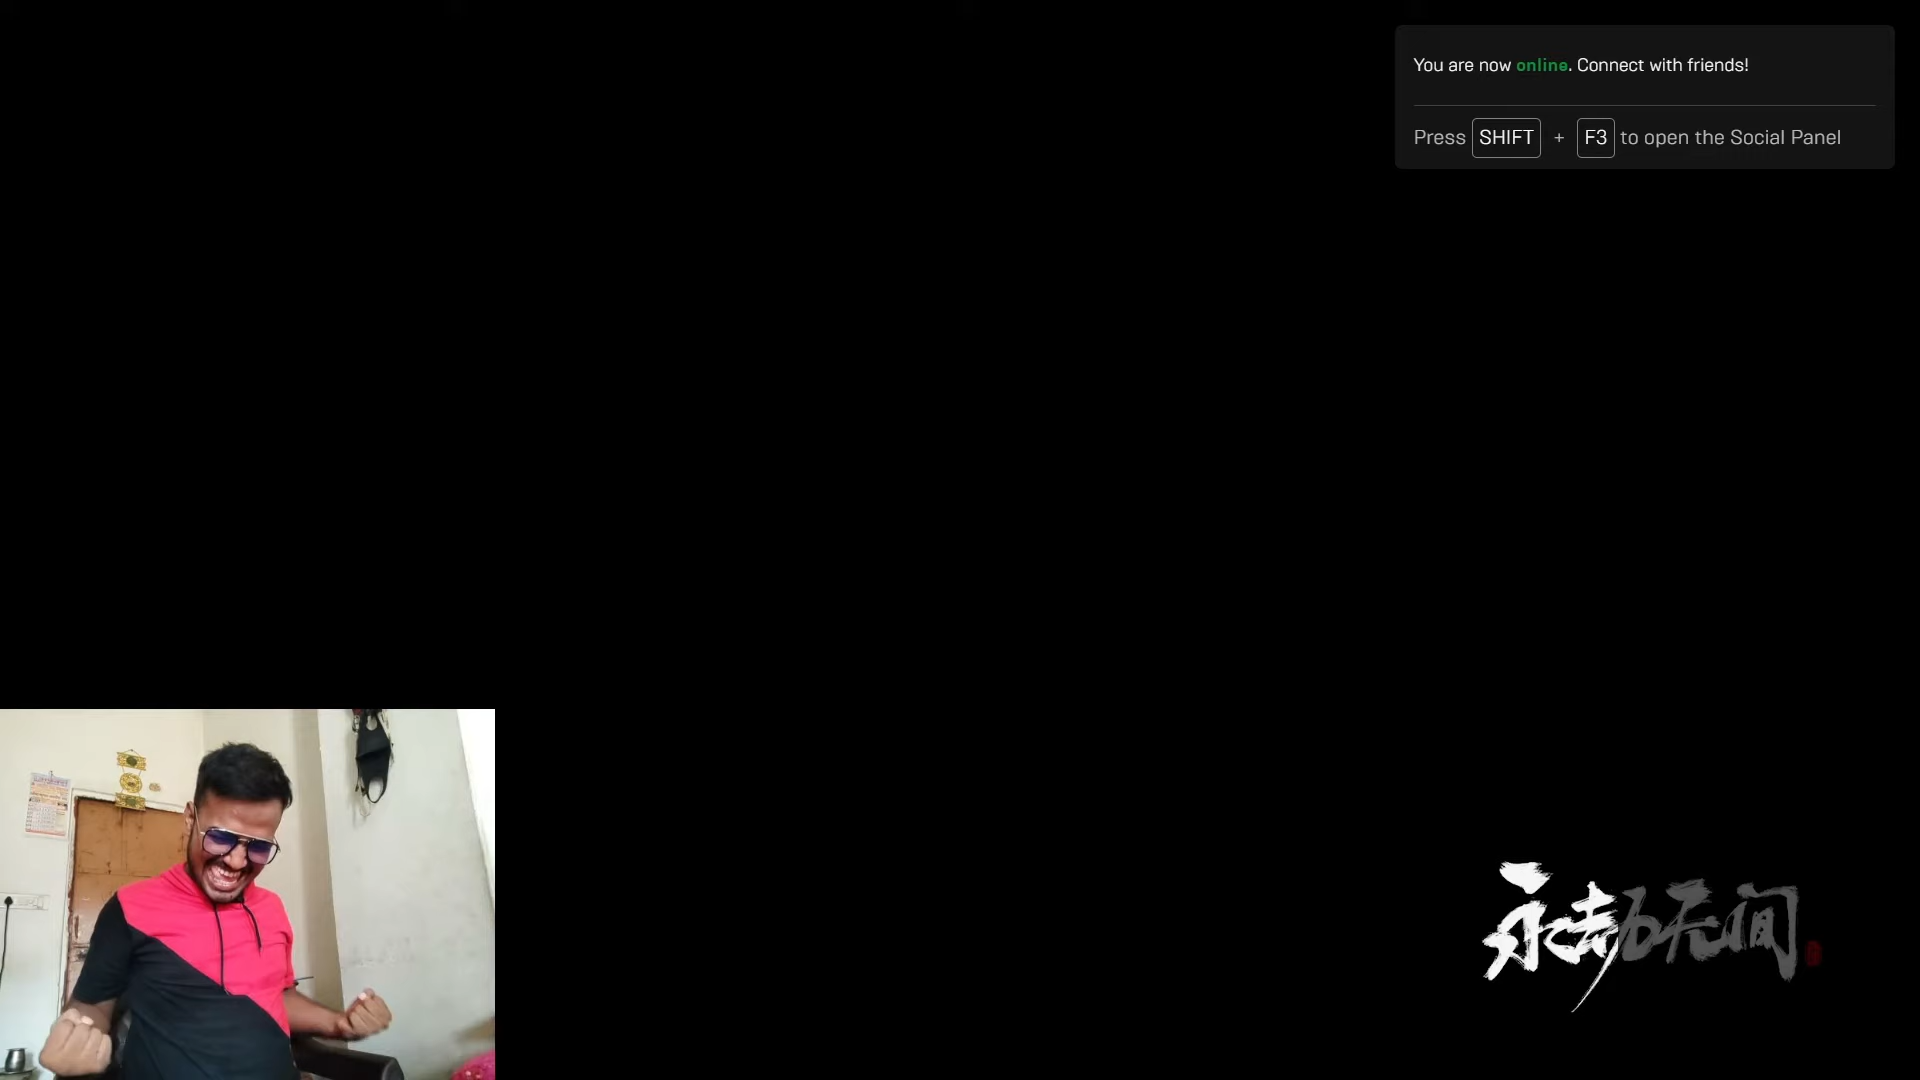 You are now online. Connect with friends!
Press SHIFT + F3 to open the Social Panel
永劫无间